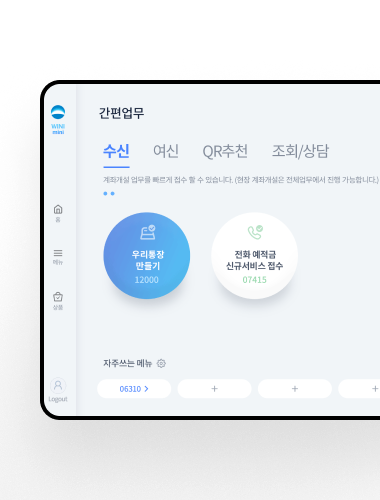 WINI
mini
홈
메뉴
상품
Logout
간편업무
수신 여신 QR추천 조회/상담
계좌개설 업무를 빠르게 접수 할 수 있습니다. (현장 계좌개설은 전체업무에서 진행 가능합니다.)
우리통장
만들기
12000
전화 예적금
신규서비스 접수
07415
자주쓰는 메뉴
06310 >
+ + +